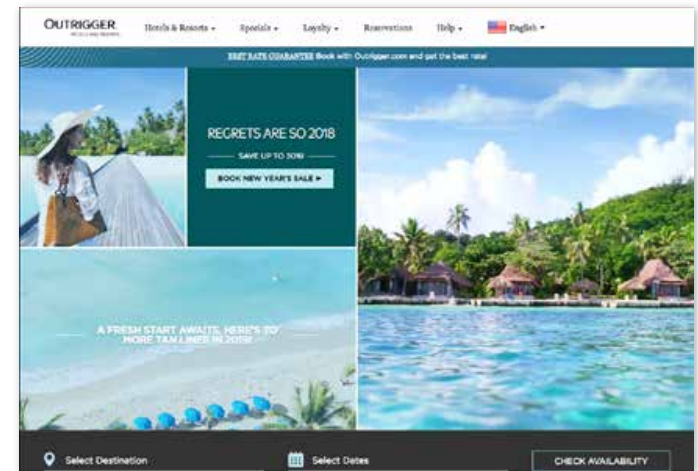 OUTRIGGER
Hotels & Resorts
Specials
Loyalty
Reservations
Help
English
BEST RATE GUARANTEE Book with Outrigger.com and get the best rate!
REGRETS ARE SO 2018
SAVE UP TO
BOOK NEW YEAR'S SALE
A FRESH START AWAITS, HERE'S TO
MORE TAN LINES IN 2019!
Select Destination
Select Dates
CHECK AVAILABILITY